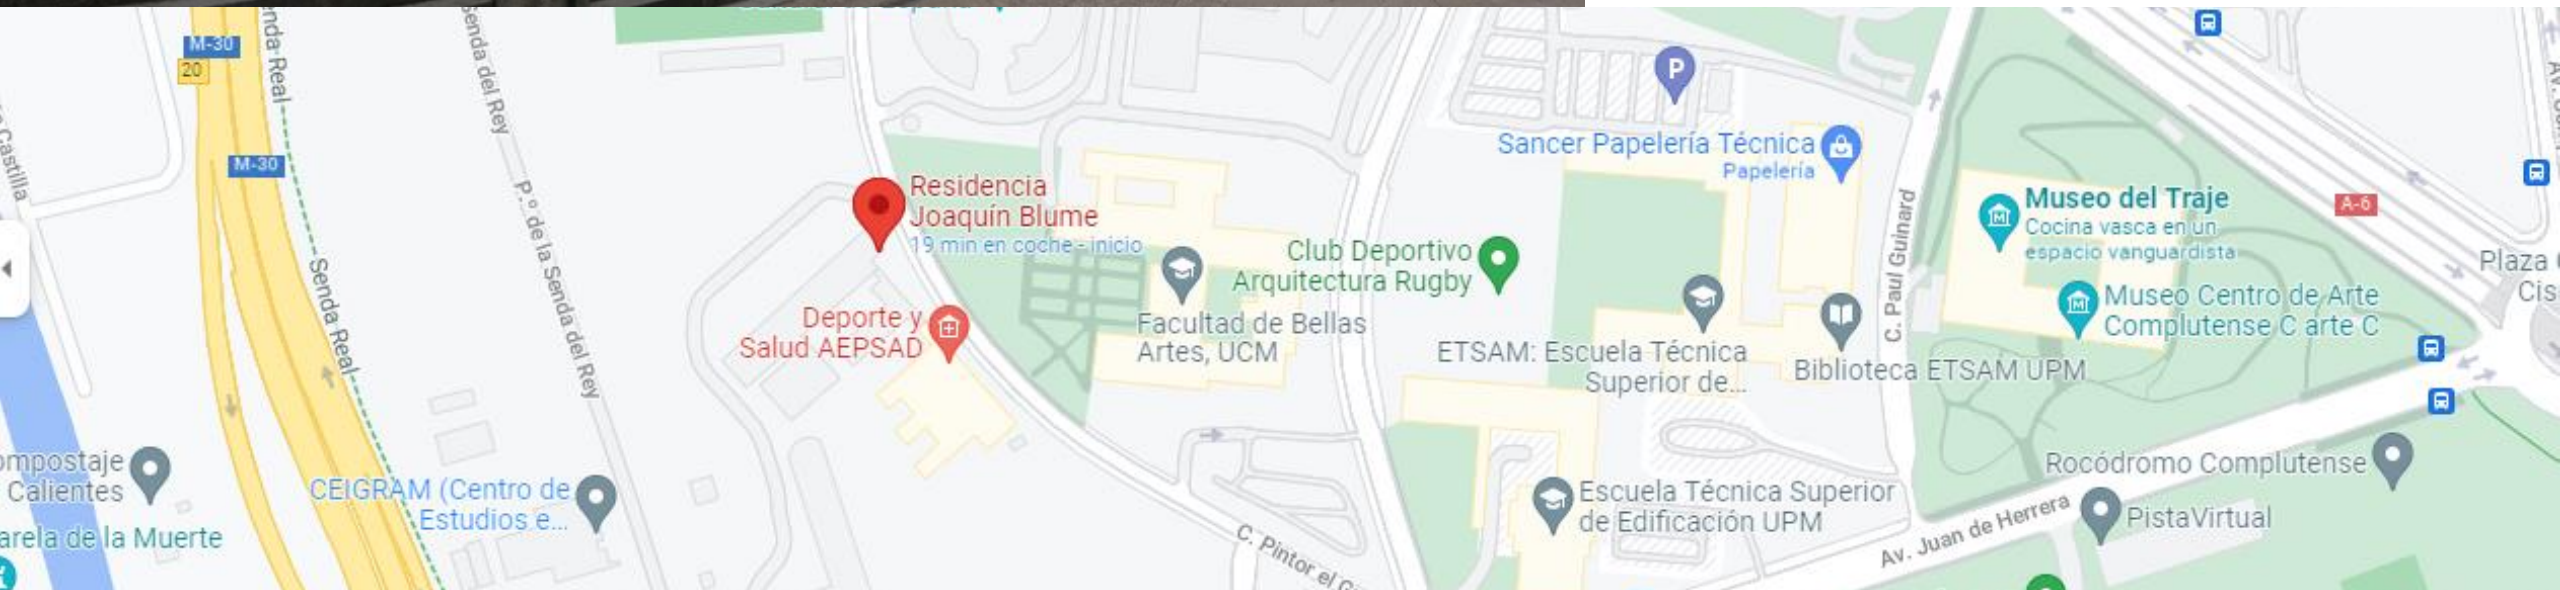 M-30
20
M-30
Senda Real
Senda Real
Senda del Rey
P.º de la Senda del Rey
Castilla
Residencia
Joaquín Blume
19 min en coche - inicio
Deporte y
Salud AEPSAD
Facultad de Bellas
Artes, UCM
Club Deportivo
Arquitectura Rugby
P
Sancer Papelería Técnica
Papelería
C. Paul Guinard
Museo del Traje
Cocina vasca en un
espacio vanguardista
Museo Centro de Arte
Complutense C arte C
A-6
Plaza
Cis
ETSAM: Escuela Técnica
Superior de...
Biblioteca ETSAM UPM
ompostaje
Calientes
arela de la Muerte
CEIGRAM (Centro de
Estudios e...
Escuela Técnica Superior
de Edificación UPM
Rocódromo Complutense
PistaVirtual
Av. Juan de Herrera
C. Pintor el
Av.